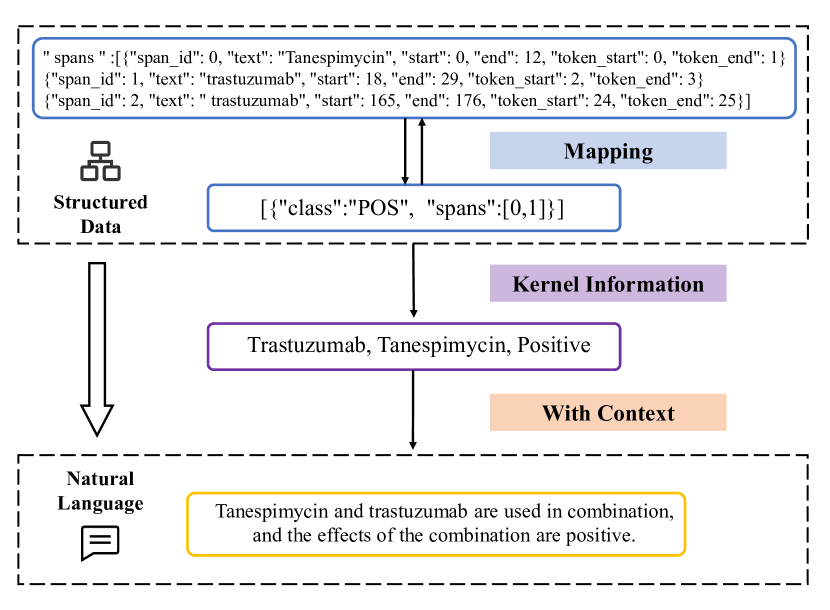 " spans " :[{"span_id": 0, "text": "Tanespimycin", "start": 0, "end": 12, "token_start": 0, "token_end": 1}
{"span_id": 1, "text": "trastuzumab", "start": 18, "end": 29, "token_start": 2, "token_end": 3}
{"span_id": 2, "text": " trastuzumab", "start": 165, "end": 176, "token_start": 24, "token_end": 25}]
Mapping
Structured
Data
[{"class":"POS", "spans":[0,1]}]
Kernel Information
Trastuzumab, Tanespimycin, Positive
With Context
Natural
Language
Tanespimycin and trastuzumab are used in combination,
and the effects of the combination are positive.